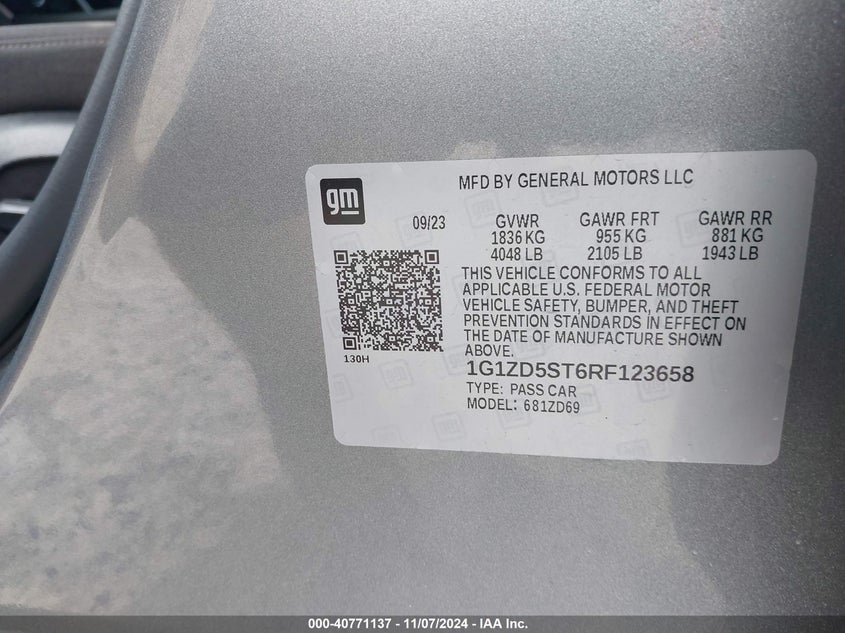 gm
MFD BY GENERAL MOTORS LLC
09/23 GVWR GAWR FRT GAWR RR
1836 KG 955 KG 881 KG
4048 LB 2105 LB 1943 LB
THIS VEHICLE CONFORMS TO ALL
APPLICABLE U.S. FEDERAL MOTOR
VEHICLE SAFETY, BUMPER, AND THEFT
PREVENTION STANDARDS IN EFFECT ON
THE DATE OF MANUFACTURE SHOWN
ABOVE.
130H
1G1ZD5ST6RF123658
TYPE: PASS CAR
MODEL: 681ZD69
000-40771137 - 11/07/2024 - IAA Inc.